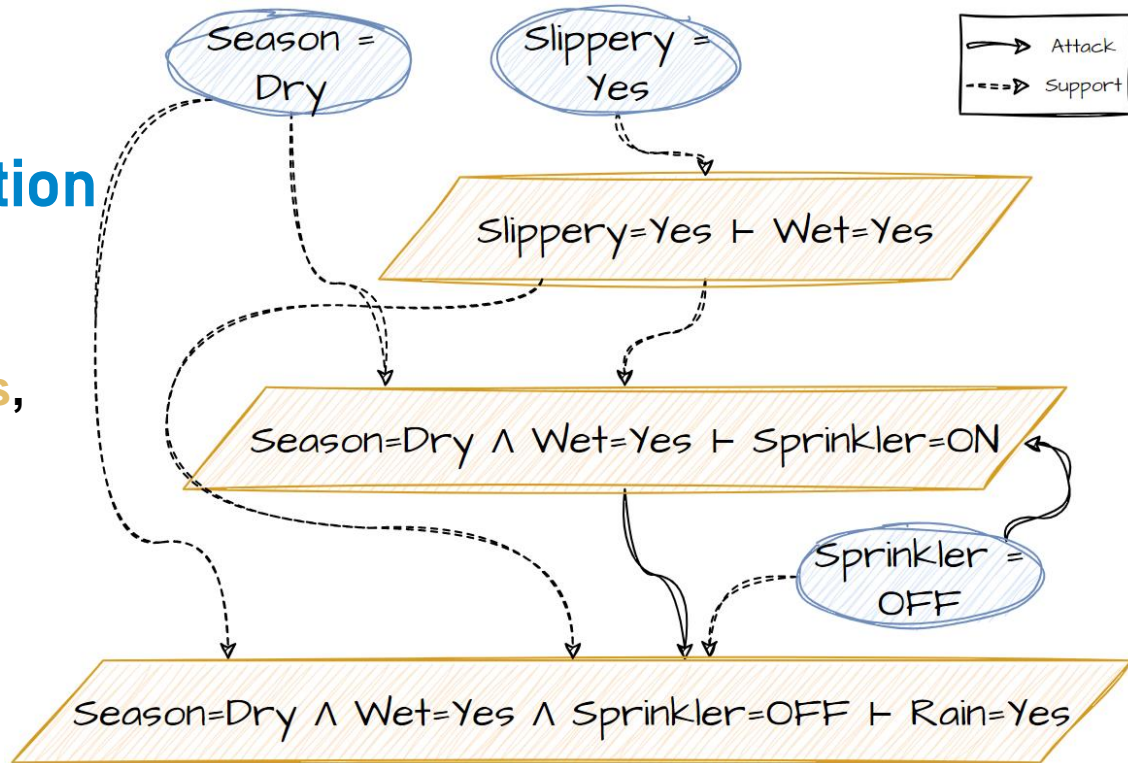 Season =
Dry
Slippery =
Yes
Attack
Support
tion
Slippery=Yes ⊢ Wet=Yes
s,
Season=Dry ∧ Wet=Yes ⊢ Sprinkler=ON
Sprinkler =
OFF
Season=Dry ∧ Wet=Yes ∧ Sprinkler=OFF ⊢ Rain=Yes